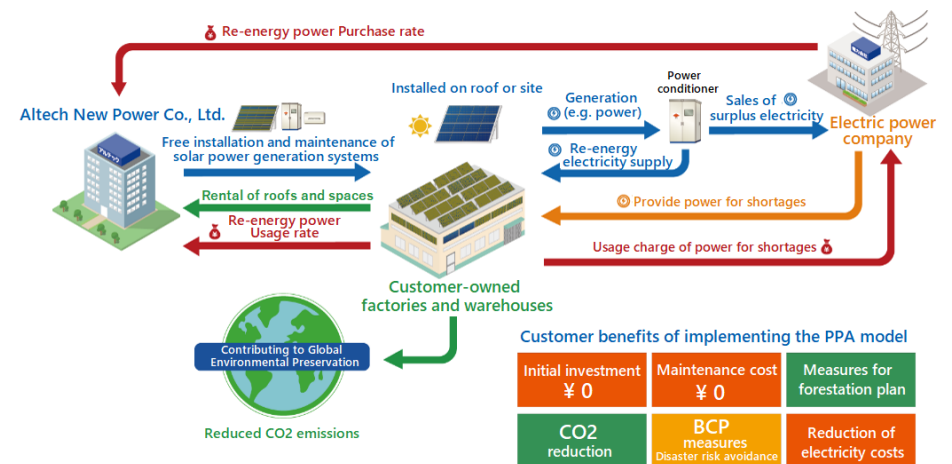 Re-energy power Purchase rate
Altech New Power Co., Ltd.
アルテック
Free installation and maintenance of
solar power generation systems
Rental of roofs and spaces
Re-energy power
Usage rate
Installed on roof or site
Generation
(e.g. power)
Power
conditioner
Sales of
surplus electricity
Re-energy
electricity supply
Electric power
company
Provide power for shortages
Usage charge of power for shortages
Customer-owned
factories and warehouses
Contributing to Global
Environmental Preservation
Reduced CO2 emissions
Customer benefits of implementing the PPA model
Initial investment
¥ 0
Maintenance cost
¥ 0
Measures for
forestation plan
CO2
reduction
BCP
measures
Disaster risk avoidance
Reduction of
electricity costs